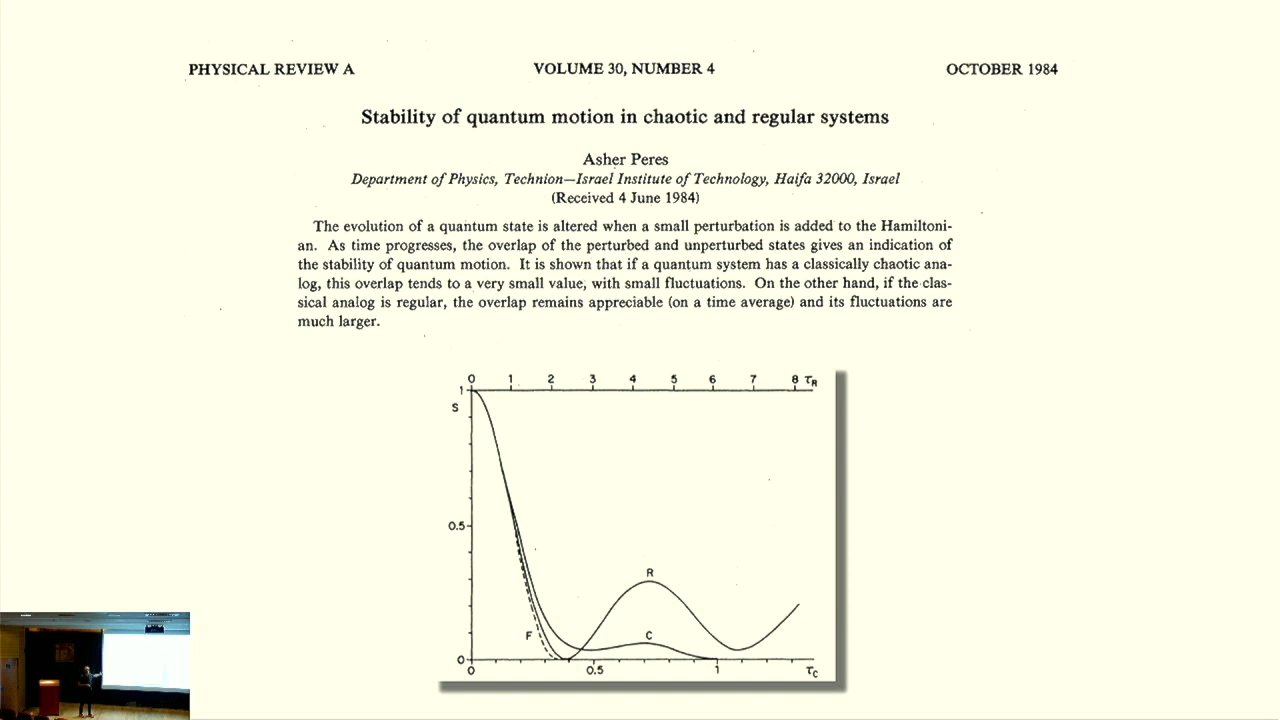 PHYSICAL REVIEW A VOLUME 30, NUMBER 4 OCTOBER 1984
Stability of quantum motion in chaotic and regular systems
Asher Peres
Department of Physics, Technion—Israel Institute of Technology, Haifa 32000, Israel
(Received 4 June 1984)
The evolution of a quantum state is altered when a small perturbation is added to the Hamiltoni-
an. As time progresses, the overlap of the perturbed and unperturbed states gives an indication of
the stability of quantum motion. It is shown that if a quantum system has a classically chaotic ana-
log, this overlap tends to a very small value, with small fluctuations. On the other hand, if the clas-
sical analog is regular, the overlap remains appreciable (on a time average) and its fluctuations are
much larger.
0 1 2 3 4 5 6 7 8 τR
1
S
0.5
R
F C
0
0 0.5 1 τC